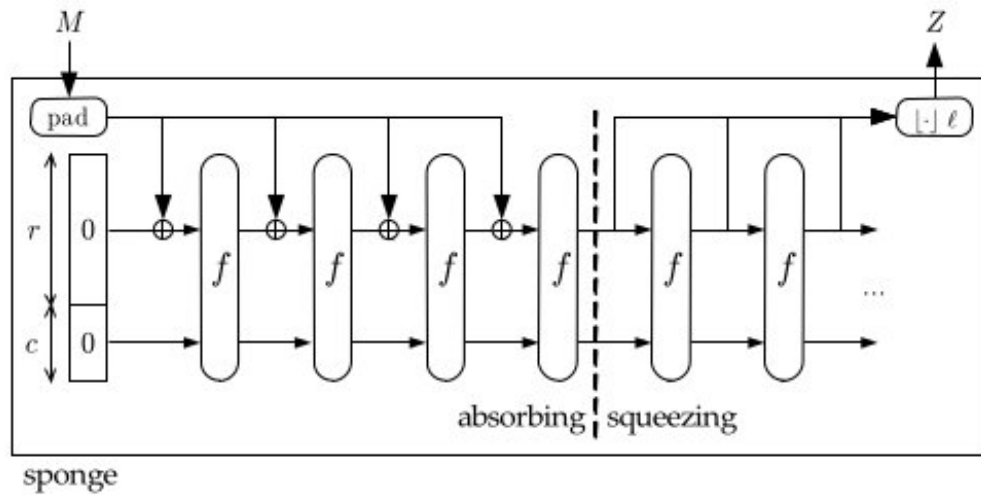 M Z
pad ⌊·⌋ ℓ
r 0 f f f f f f
...
c 0
absorbing squeezing
sponge